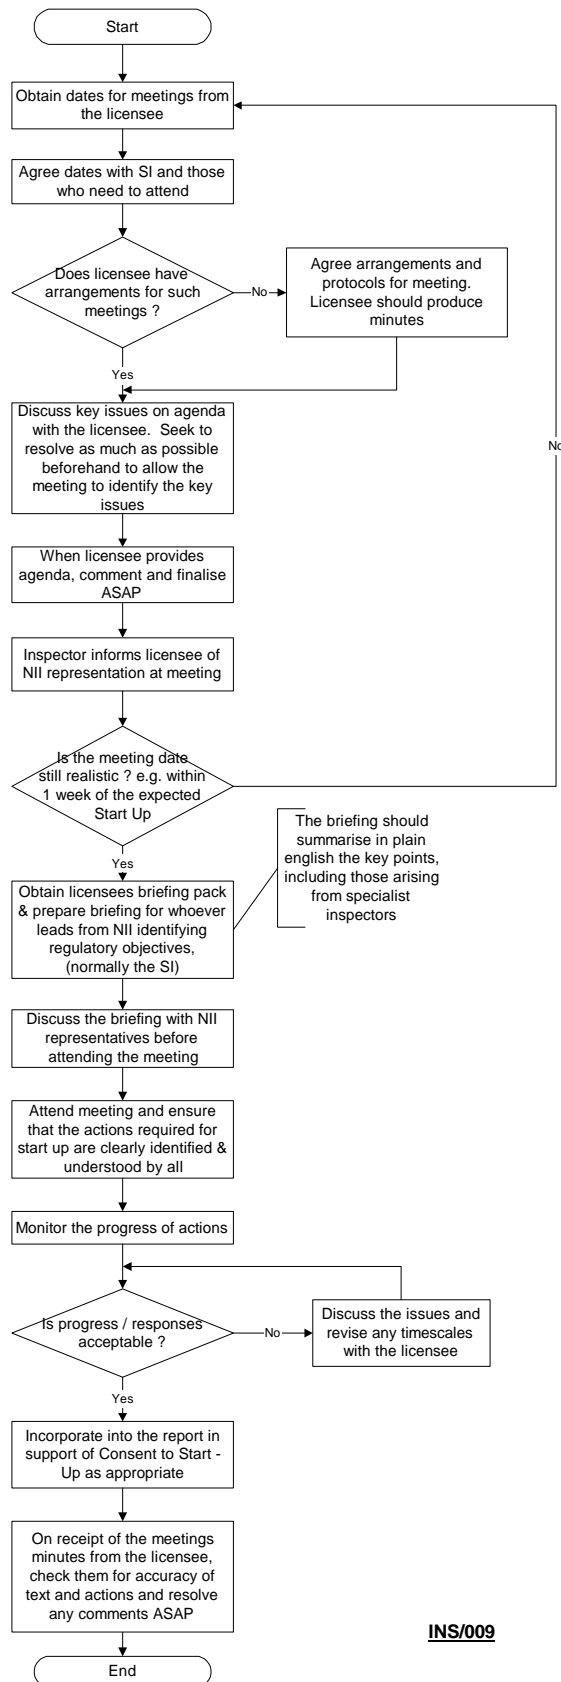 Start
Obtain dates for meetings from
the licensee
Agree dates with SI and those
who need to attend
Does licensee have
arrangements for such
meetings ?
No
Agree arrangements and
protocols for meeting.
Licensee should produce
minutes
Yes
Discuss key issues on agenda
with the licensee. Seek to
resolve as much as possible
beforehand to allow the
meeting to identify the key
issues
No
When licensee provides
agenda, comment and finalise
ASAP
Inspector informs licensee of
NII representation at meeting
Is the meeting date
still realistic ? e.g. within
1 week of the expected
Start Up
Yes
The briefing should
summarise in plain
english the key points,
including those arising
from specialist
inspectors
Obtain licensees briefing pack
& prepare briefing for whoever
leads from NII identifying
regulatory objectives,
(normally the SI)
Discuss the briefing with NII
representatives before
attending the meeting
Attend meeting and ensure
that the actions required for
start up are clearly identified &
understood by all
Monitor the progress of actions
Is progress / responses
acceptable ?
No
Discuss the issues and
revise any timescales
with the licensee
Yes
Incorporate into the report in
support of Consent to Start -
Up as appropriate
On receipt of the meetings
minutes from the licensee,
check them for accuracy of
text and actions and resolve
any comments ASAP
INS/009
End